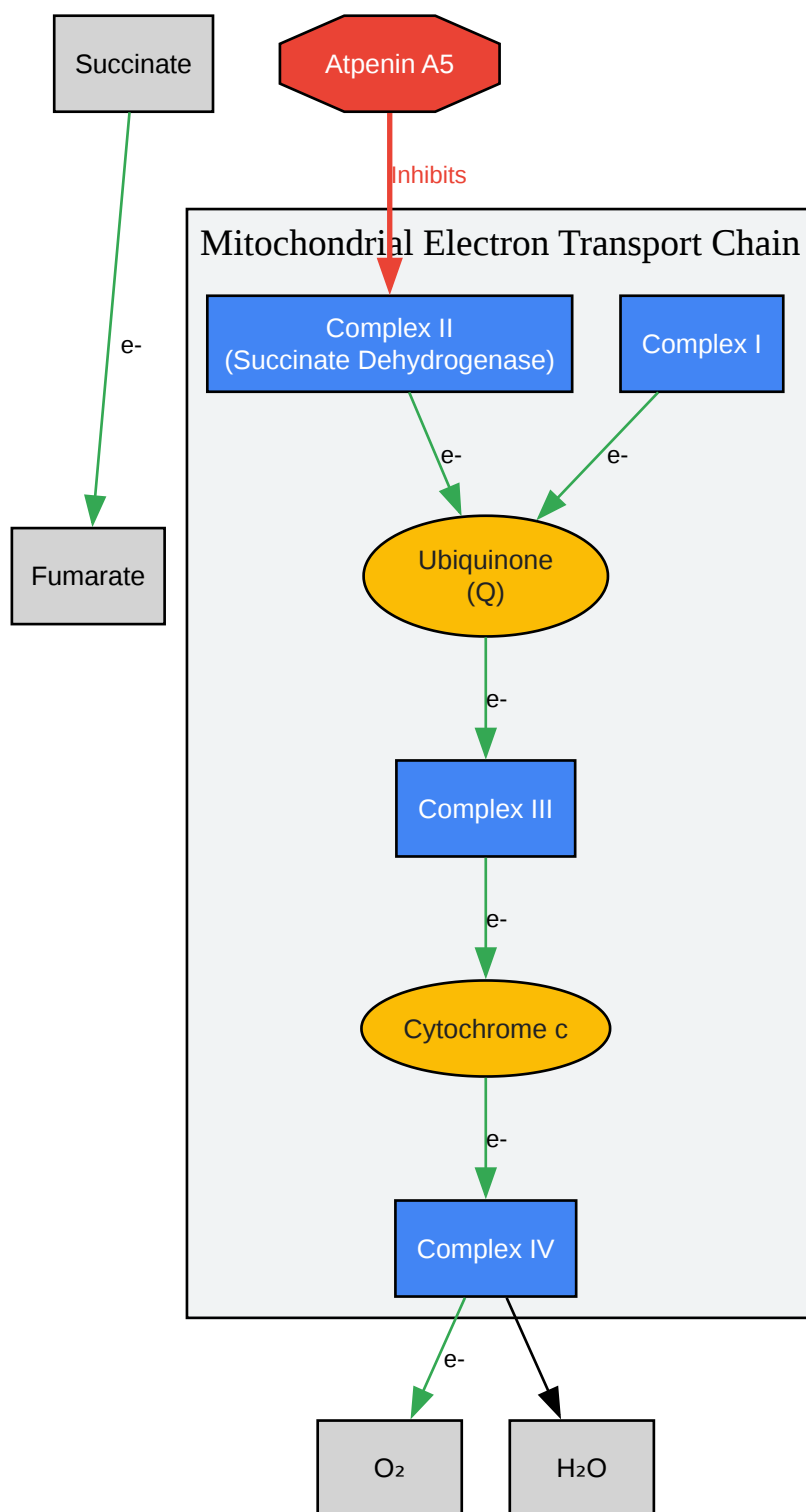 Succinate
Atpenin A5
Inhibits
Mitochondrial Electron Transport Chain
Complex II
(Succinate Dehydrogenase)
Complex I
e-
e-
e-
Fumarate
Ubiquinone
(Q)
e-
Complex III
e-
Cytochrome c
e-
Complex IV
e-
O₂
H₂O